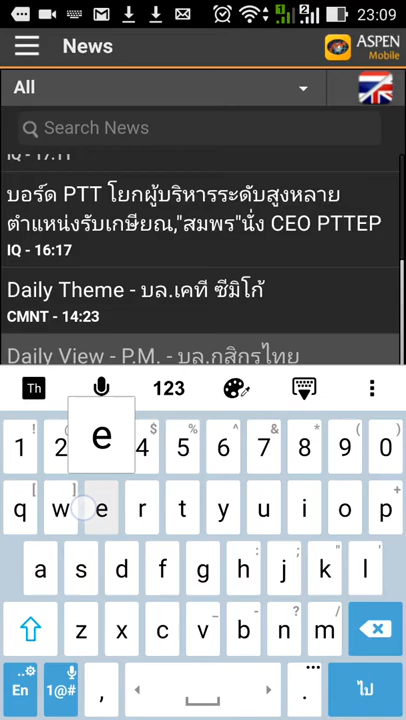 23:09
News
ASPEN
Mobile
All
Search News
IQ - 17:11
บอร์ด PTT โยกผู้บริหารระดับสูงหลาย
ตำแหน่งรับเกษียณ,"สมพร"นั่ง CEO PTTEP
IQ - 16:17
Daily Theme - บล.เคที ซีมิโก้
CMNT - 14:23
Daily View - P.M. - บล.กสิกรไทย
Th 123
e
! $ % ^ & * ( )
1 2 4 5 6 7 8 9 0
[ ]
q w e r t y u i o p
: ; " '
a s d f g h j k l
_ - ! ? /
z x c v b n m
En 1@# , . ไป